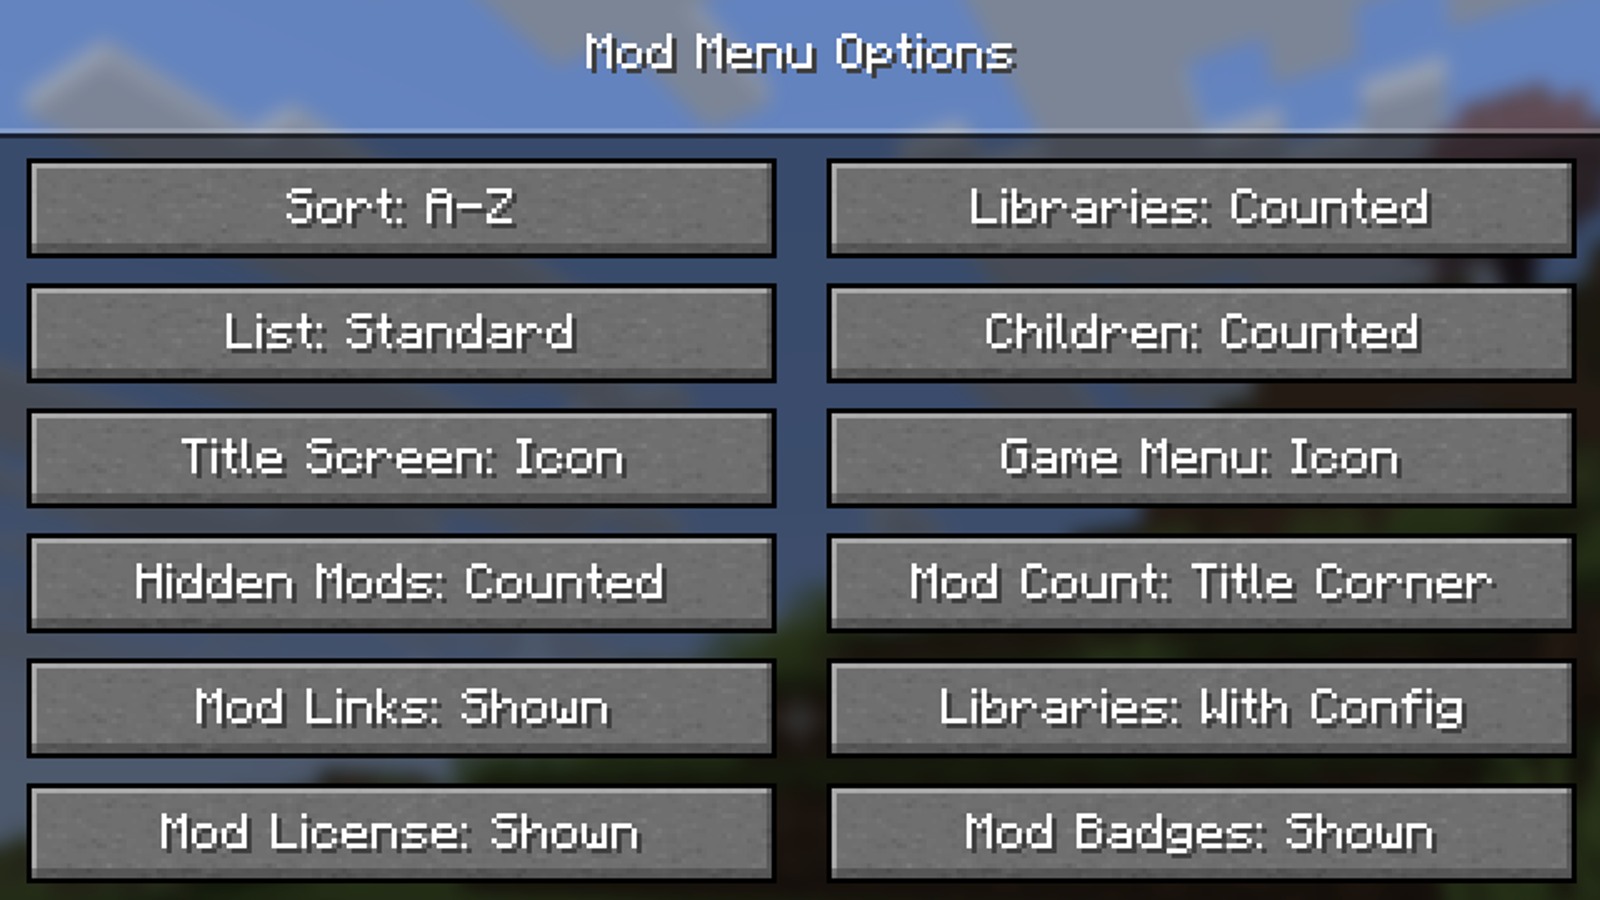 Mod Menu Options
Sort: A-Z
Libraries: Counted
List: Standard
Children: Counted
Title Screen: Icon
Game Menu: Icon
Hidden Mods: Counted
Mod Count: Title Corner
Mod Links: Shown
Libraries: With Config
Mod License: Shown
Mod Badges: Shown